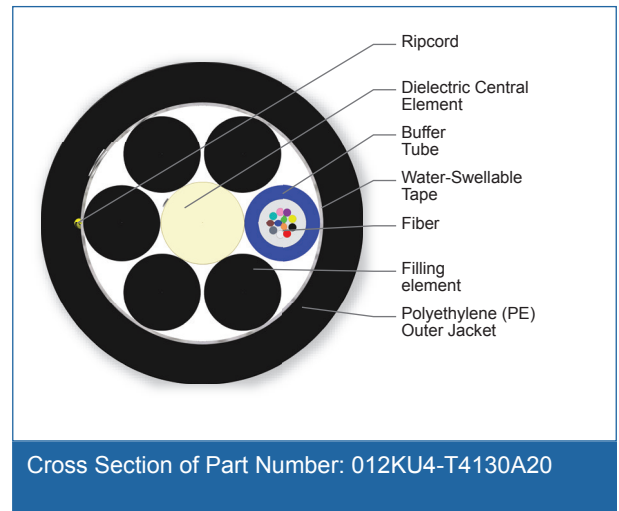 Ripcord
Dielectric Central
Element
Buffer
Tube
Water-Swellable
Tape
Fiber
Filling
element
Polyethylene (PE)
Outer Jacket
Cross Section of Part Number: 012KU4-T4130A20